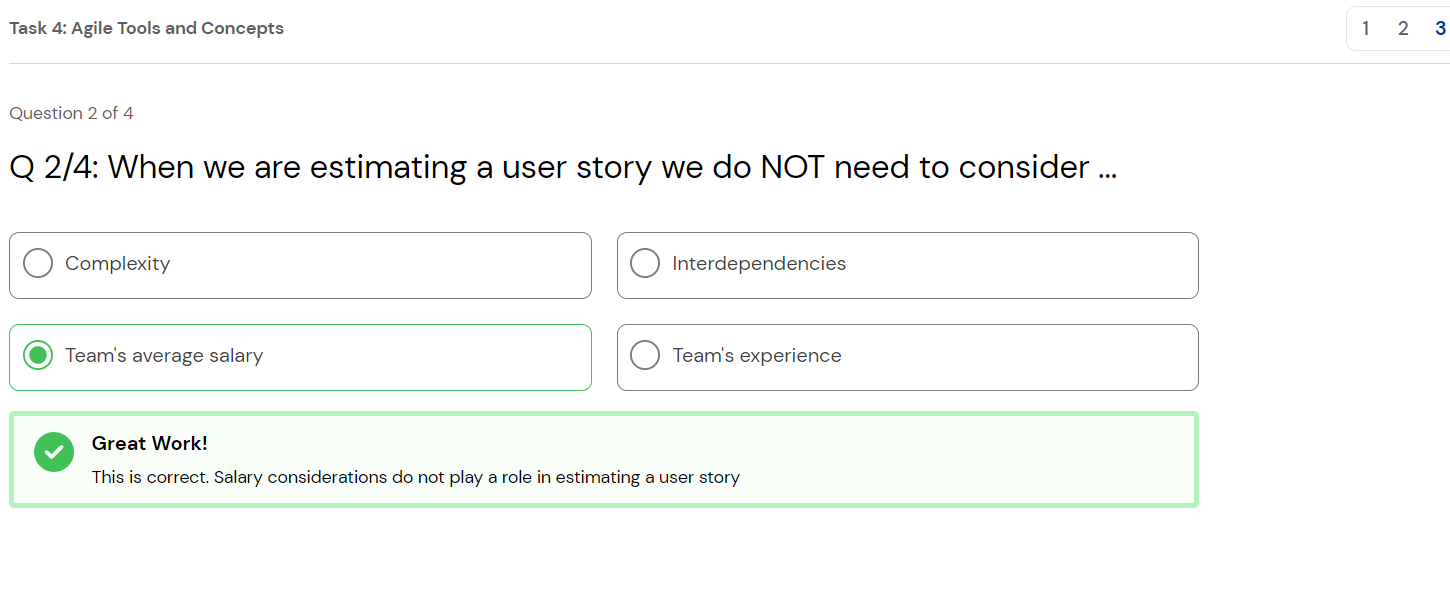 Task 4: Agile Tools and Concepts
1 2 3
Question 2 of 4
Q 2/4: When we are estimating a user story we do NOT need to consider ...
Complexity
Interdependencies
Team's average salary
Team's experience
Great Work!
This is correct. Salary considerations do not play a role in estimating a user story